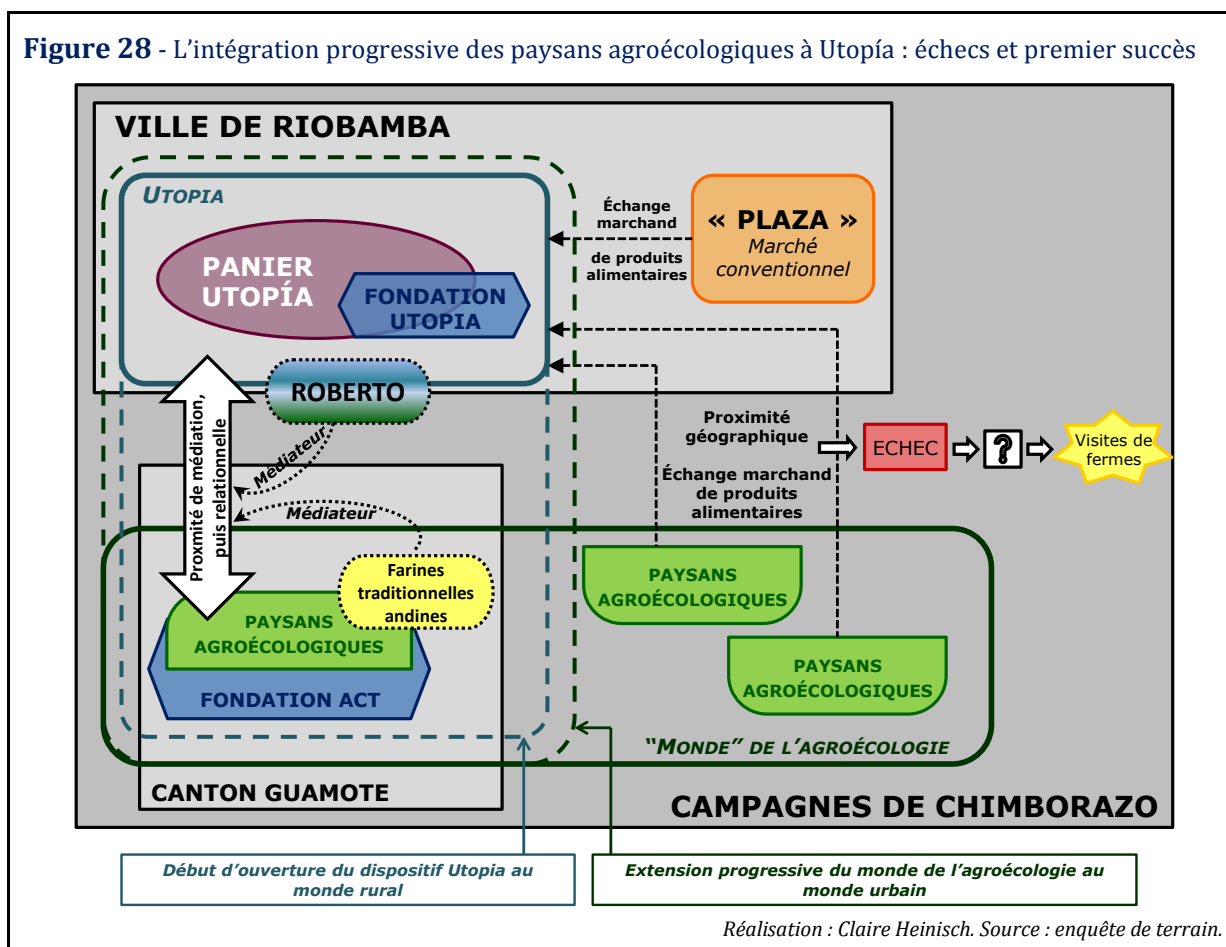 Figure 28 - L'intégration progressive des paysans agroécologiques à Utopía : échecs et premier succès
VILLE DE RIOBAMBA
UTOPIA
PANIER
UTOPÍA
FONDATION
UTOPIA
Échange
marchand
de produits
alimentaires
« PLAZA »
Marché
conventionnel
ROBERTO
Proximité de médiation,
puis relationnelle
Médiateur
Médiateur
Proximité
géographique
ECHEC
?
Visites de
fermes
Échange marchand
de produits
alimentaires
Farines
traditionnelles
andines
PAYSANS
AGROÉCOLOGIQUES
FONDATION ACT
PAYSANS
AGROÉCOLOGIQUES
PAYSANS
AGROÉCOLOGIQUES
"MONDE" DE L'AGROÉCOLOGIE
CANTON GUAMOTE
CAMPAGNES DE CHIMBORAZO
Début d'ouverture du dispositif Utopia au
monde rural
Extension progressive du monde de l'agroécologie au
monde urbain
Réalisation : Claire Heinisch. Source : enquête de terrain.